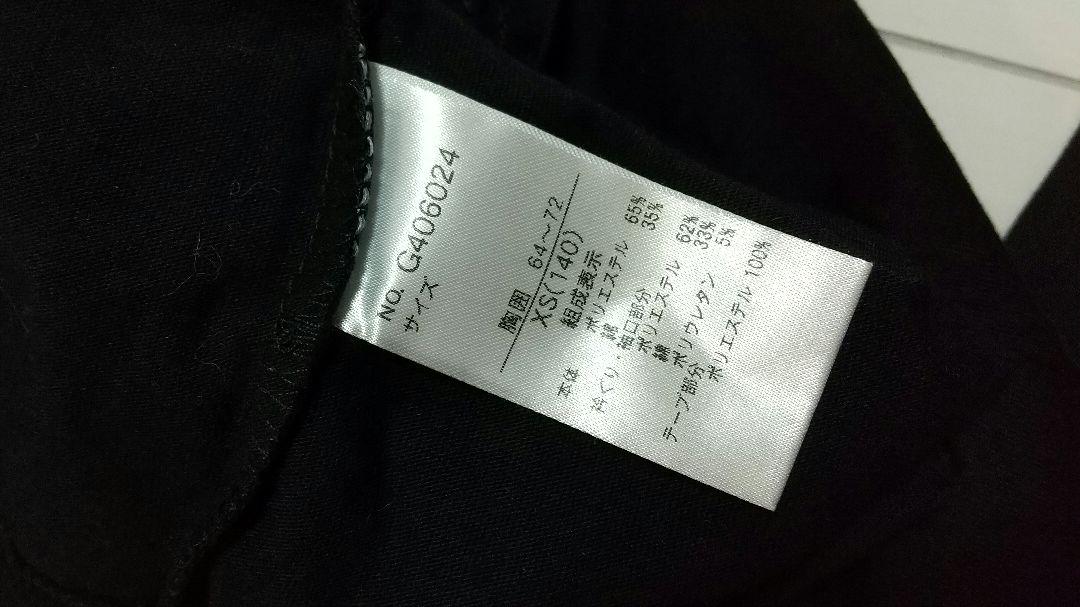 NO. G406024
サイズ
胸囲 64～72
XS(140)
組成表示
本体 ポリエステル 65%
綿 35%
衿ぐり・袖口部分
ポリエステル 62%
綿 33%
ポリウレタン 5%
テープ部分
ポリエステル 100%